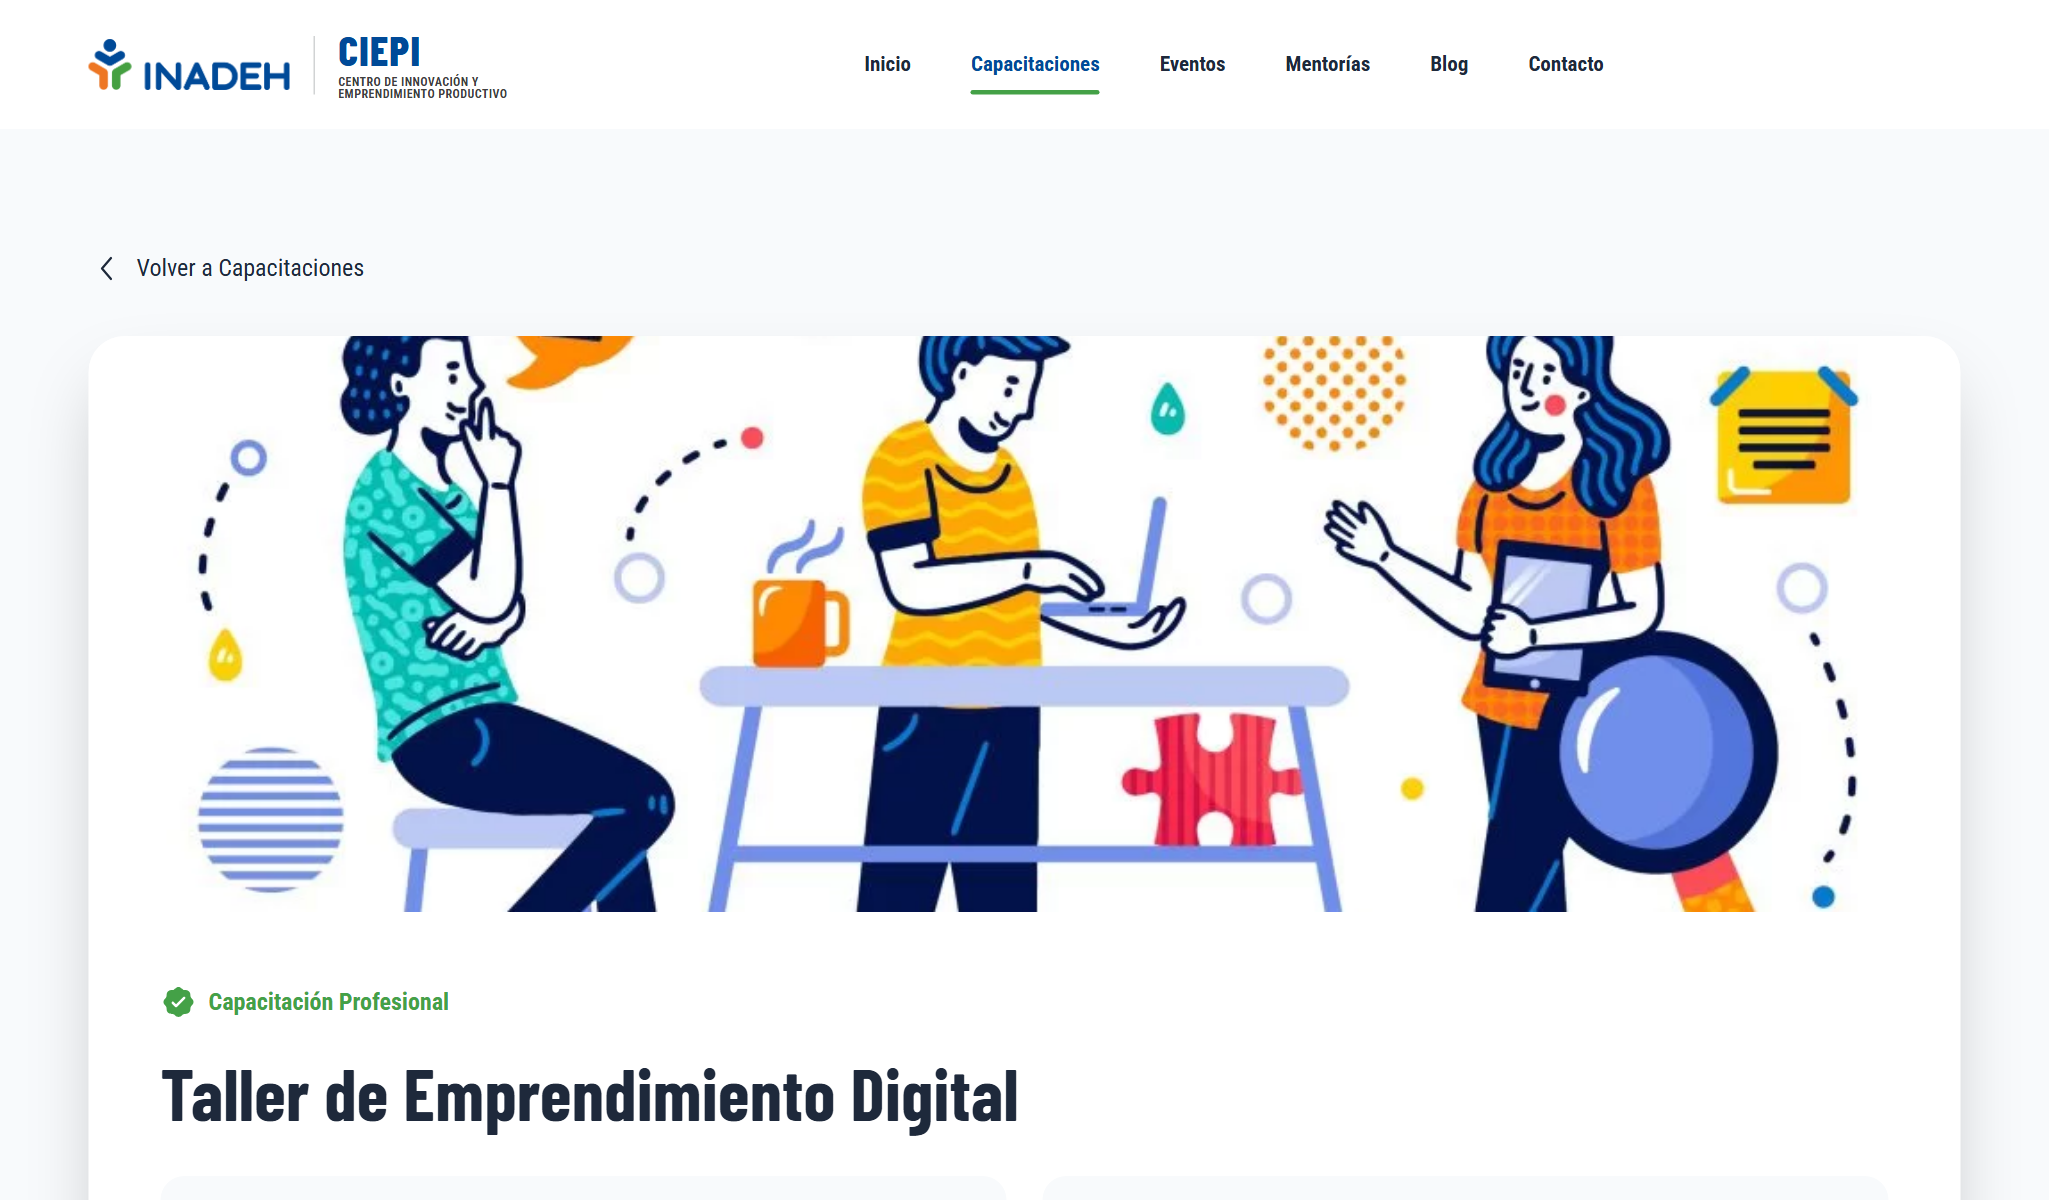 INADEH
CIEPI
CENTRO DE INNOVACIÓN Y
EMPRENDIMIENTO PRODUCTIVO
Inicio
Capacitaciones
Eventos
Mentorías
Blog
Contacto
Volver a Capacitaciones
Capacitación Profesional
Taller de Emprendimiento Digital